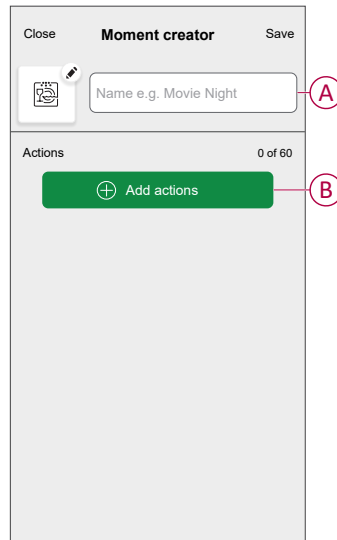 Close Moment creator Save
Name e.g. Movie Night A
Actions 0 of 60
Add actions B